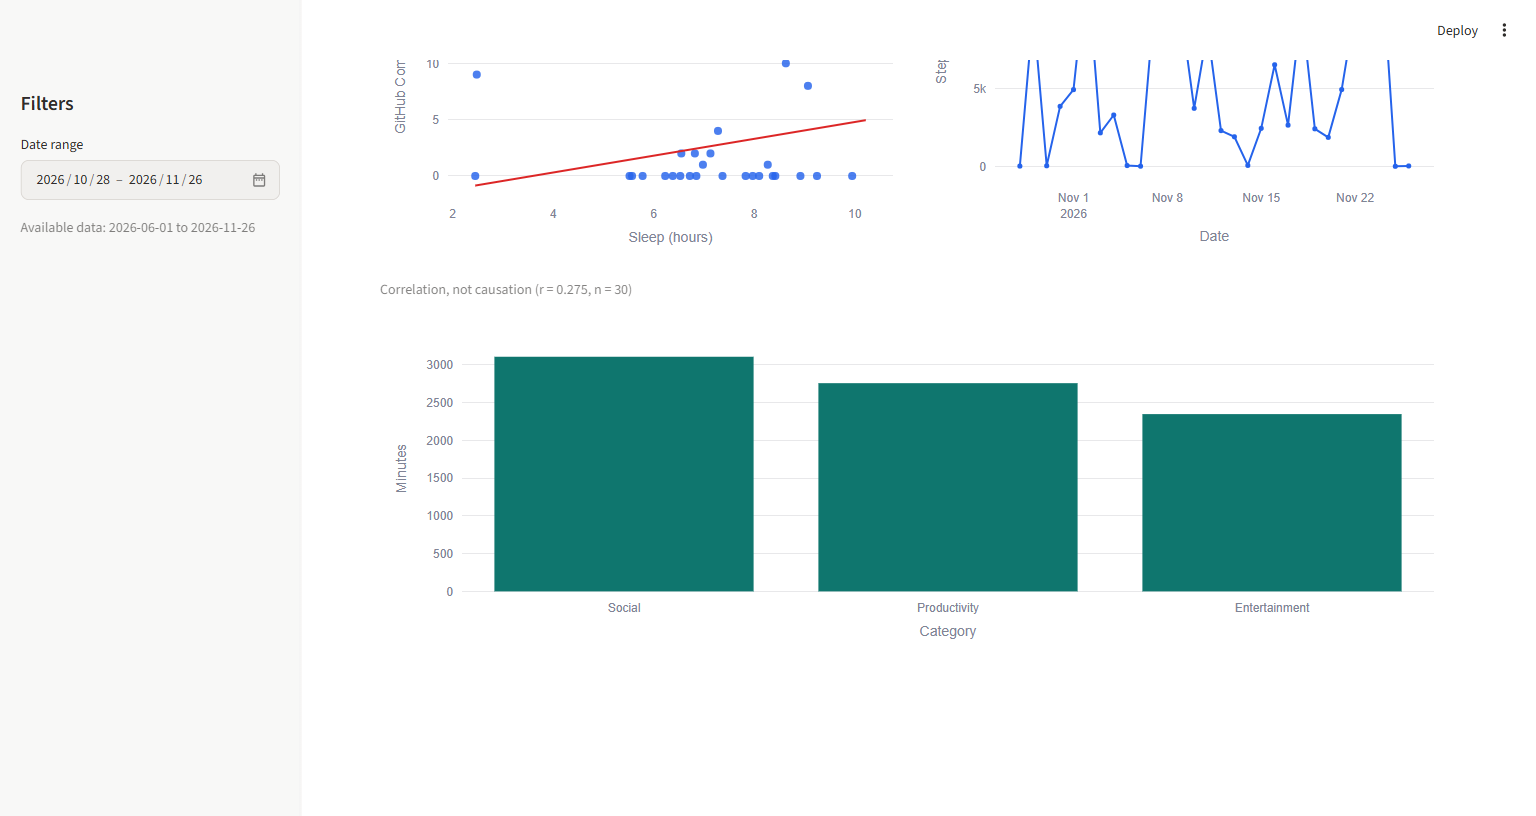 Deploy
Filters
Date range
2026 / 10 / 28 – 2026 / 11 / 26
Available data: 2026-06-01 to 2026-11-26
GitHub
10
5
0
2 4 6 8 10
Sleep (hours)
5k
0
Nov 1 Nov 8 Nov 15 Nov 22
2026
Date
Correlation, not causation (r = 0.275, n = 30)
Minutes
3000
2500
2000
1500
1000
500
0
Social Productivity Entertainment
Category